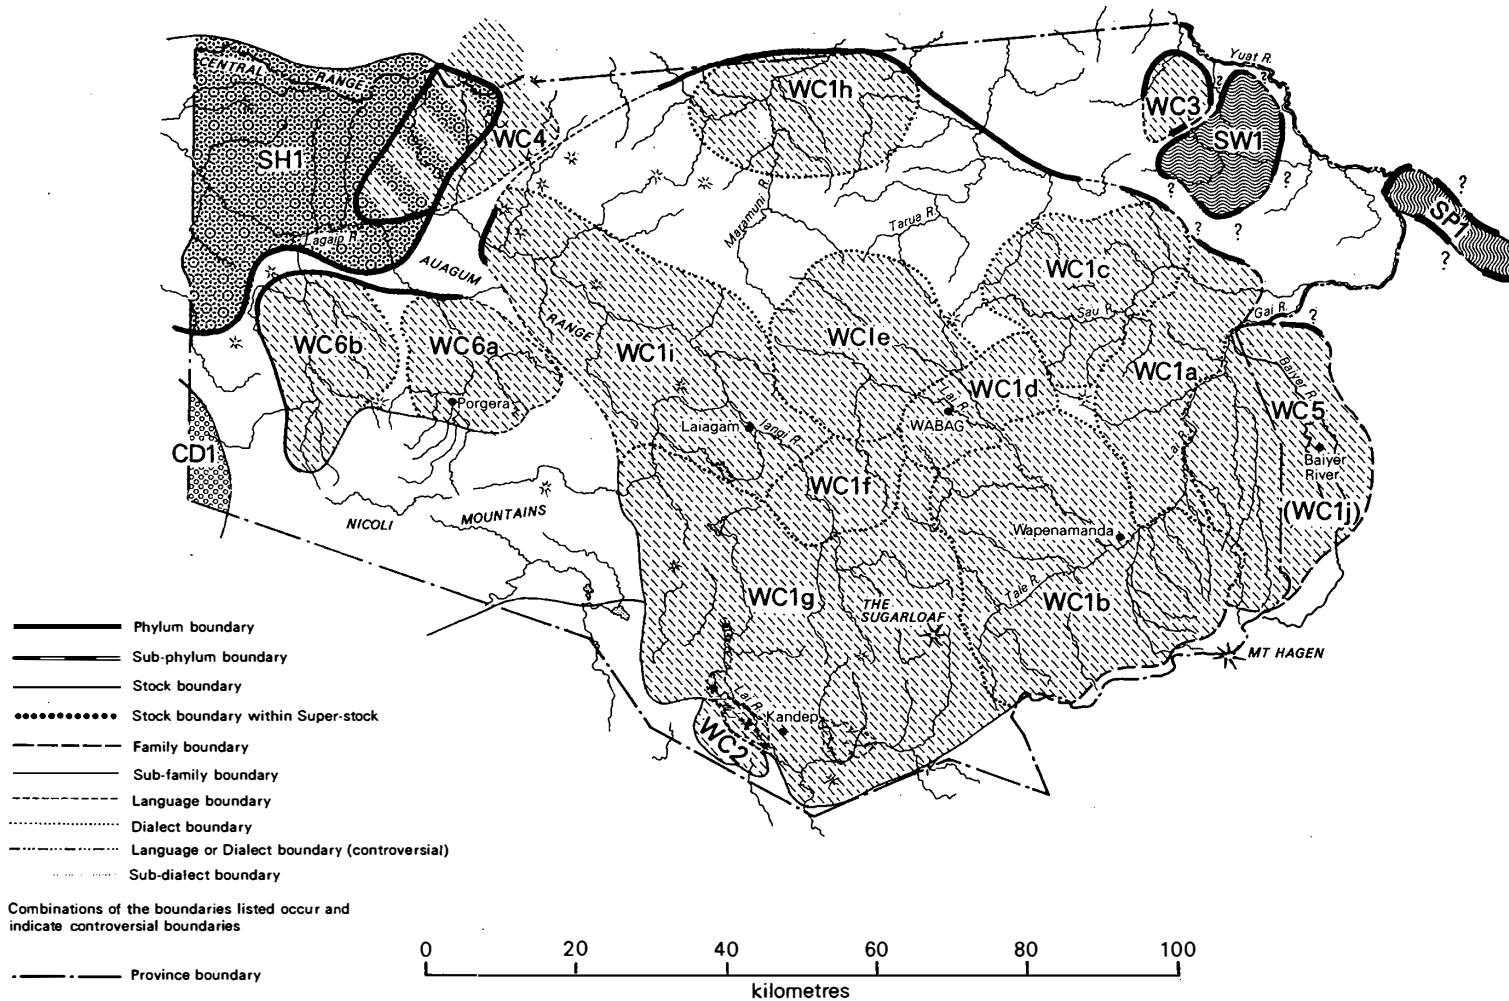 CENTRAL RANGE
SH1
WC4
WC1h
Yuat R.
WC3
SW1
SP1
? ? ? ? ? ? ? ? ?
Lagaip R.
AUAGUM
RANGE
Maramuni R.
Tarua R.
WC1c
Sau R.
Gai R.
WC6b
WC6a
WC1i
WC1e
WC1d
WC1a
Baiyer R.
WC5
Porgera
Laiagam
Lai R.
WABAG
CD1
Baiyer
River
WC1f
(WC1j)
NICOLI
MOUNTAINS
Wapenamanda
WC1g
THE
SUGARLOAF
Tale R.
WC1b
MT HAGEN
Lai R.
Kandep
WC2
Phylum boundary
Sub-phylum boundary
Stock boundary
Stock boundary within Super-stock
Family boundary
Sub-family boundary
Language boundary
Dialect boundary
Language or Dialect boundary (controversial)
Sub-dialect boundary
Combinations of the boundaries listed occur and
indicate controversial boundaries
Province boundary
0 20 40 60 80 100
kilometres